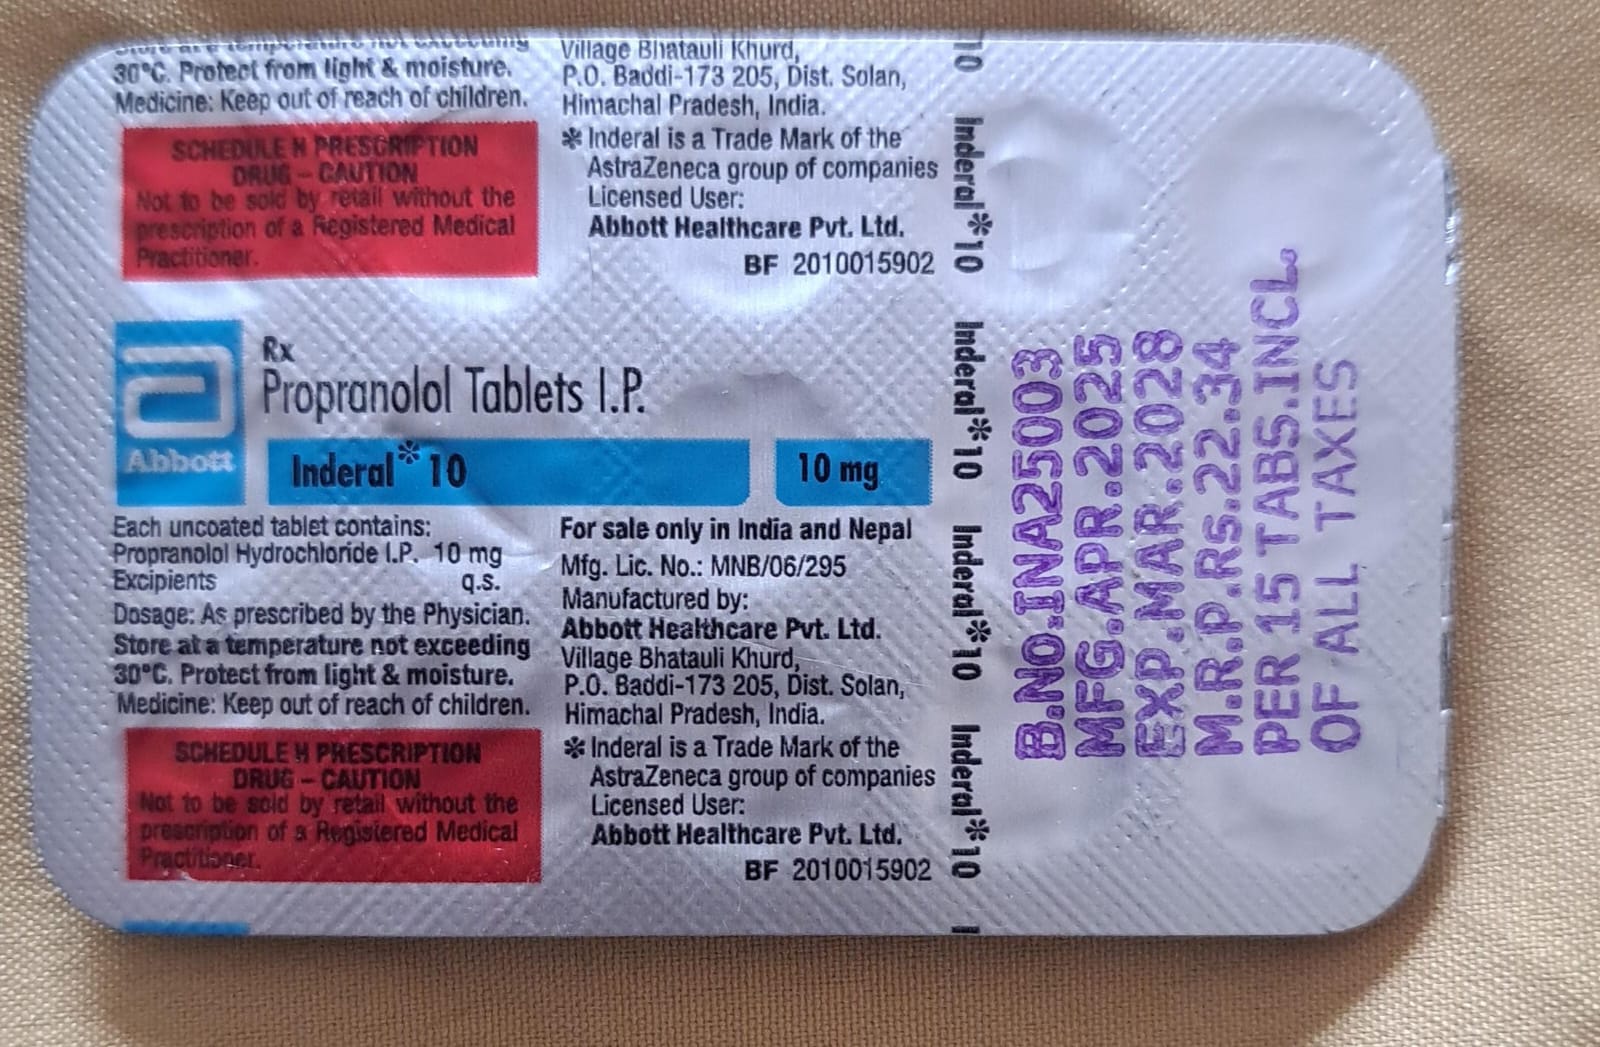 Store at a temperature not exceeding
30°C. Protect from light & moisture.
Medicine: Keep out of reach of children.
SCHEDULE H PRESCRIPTION
DRUG – CAUTION
Not to be sold by retail without the
prescription of a Registered Medical
Practitioner.
Village Bhatauli Khurd,
P.O. Baddi-173 205, Dist. Solan,
Himachal Pradesh, India.
* Inderal is a Trade Mark of the
AstraZeneca group of companies
Licensed User:
Abbott Healthcare Pvt. Ltd.
BF 2010015902
Abbott
Rx
Propranolol Tablets I.P.
Inderal* 10
10 mg
Each uncoated tablet contains:
Propranolol Hydrochloride I.P. 10 mg
Excipients q.s.
Dosage: As prescribed by the Physician.
Store at a temperature not exceeding
30°C. Protect from light & moisture.
Medicine: Keep out of reach of children.
SCHEDULE H PRESCRIPTION
DRUG – CAUTION
Not to be sold by retail without the
prescription of a Registered Medical
Practitioner.
For sale only in India and Nepal
Mfg. Lic. No.: MNB/06/295
Manufactured by:
Abbott Healthcare Pvt. Ltd.
Village Bhatauli Khurd,
P.O. Baddi-173 205, Dist. Solan,
Himachal Pradesh, India.
* Inderal is a Trade Mark of the
AstraZeneca group of companies
Licensed User:
Abbott Healthcare Pvt. Ltd.
BF 2010015902
10 Inderal*10 Inderal*10 Inderal*10 Inderal*10 I
B.NO.INA25003
MFG.APR.2025
EXP.MAR.2028
M.R.P.Rs.22.34
PER 15 TABS.INCL.
OF ALL TAXES